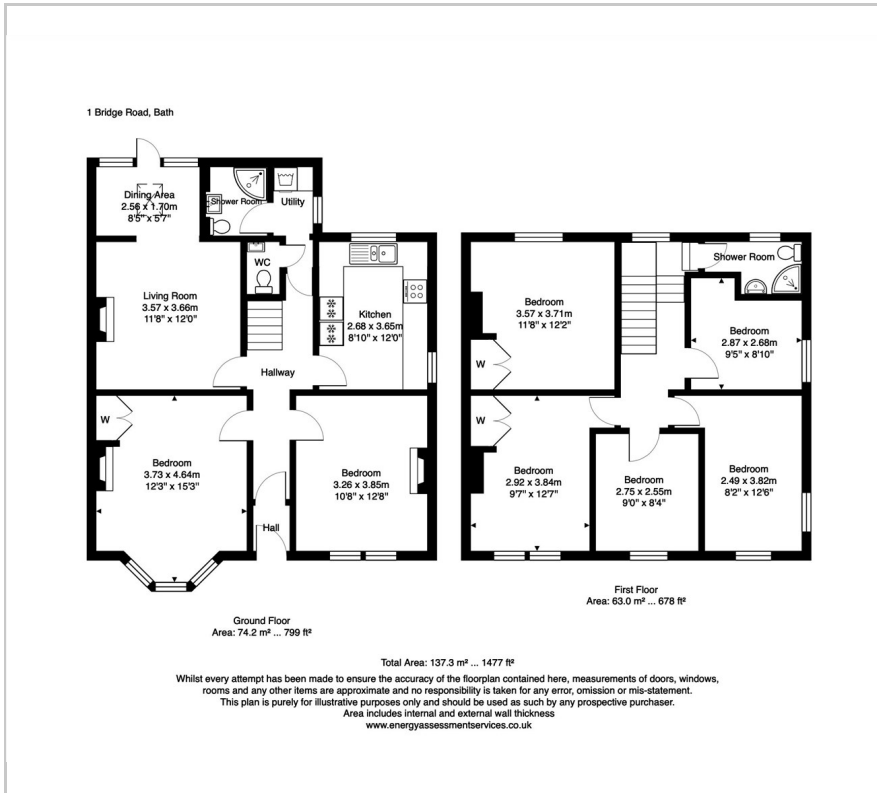 1 Bridge Road, Bath
Dining Area
2.56 x 1.70m
8'5" x 5'7"
Shower Room
Utility
WC
Living Room
3.57 x 3.66m
11'8" x 12'0"
Kitchen
2.68 x 3.65m
8'10" x 12'0"
Hallway
W
Bedroom
3.73 x 4.64m
12'3" x 15'3"
Bedroom
3.26 x 3.85m
10'8" x 12'8"
Hall
Ground Floor
Area: 74.2 m² ... 799 ft²
Shower Room
Bedroom
3.57 x 3.71m
11'8" x 12'2"
W
Bedroom
2.87 x 2.68m
9'5" x 8'10"
W
Bedroom
2.92 x 3.84m
9'7" x 12'7"
Bedroom
2.75 x 2.55m
9'0" x 8'4"
Bedroom
2.49 x 3.82m
8'2" x 12'6"
First Floor
Area: 63.0 m² ... 678 ft²
Total Area: 137.3 m² ... 1477 ft²
Whilst every attempt has been made to ensure the accuracy of the floorplan contained here, measurements of doors, windows,
rooms and any other items are approximate and no responsibility is taken for any error, omission or mis-statement.
This plan is purely for illustrative purposes only and should be used as such by any prospective purchaser.
Area includes internal and external wall thickness
www.energyassessmentservices.co.uk